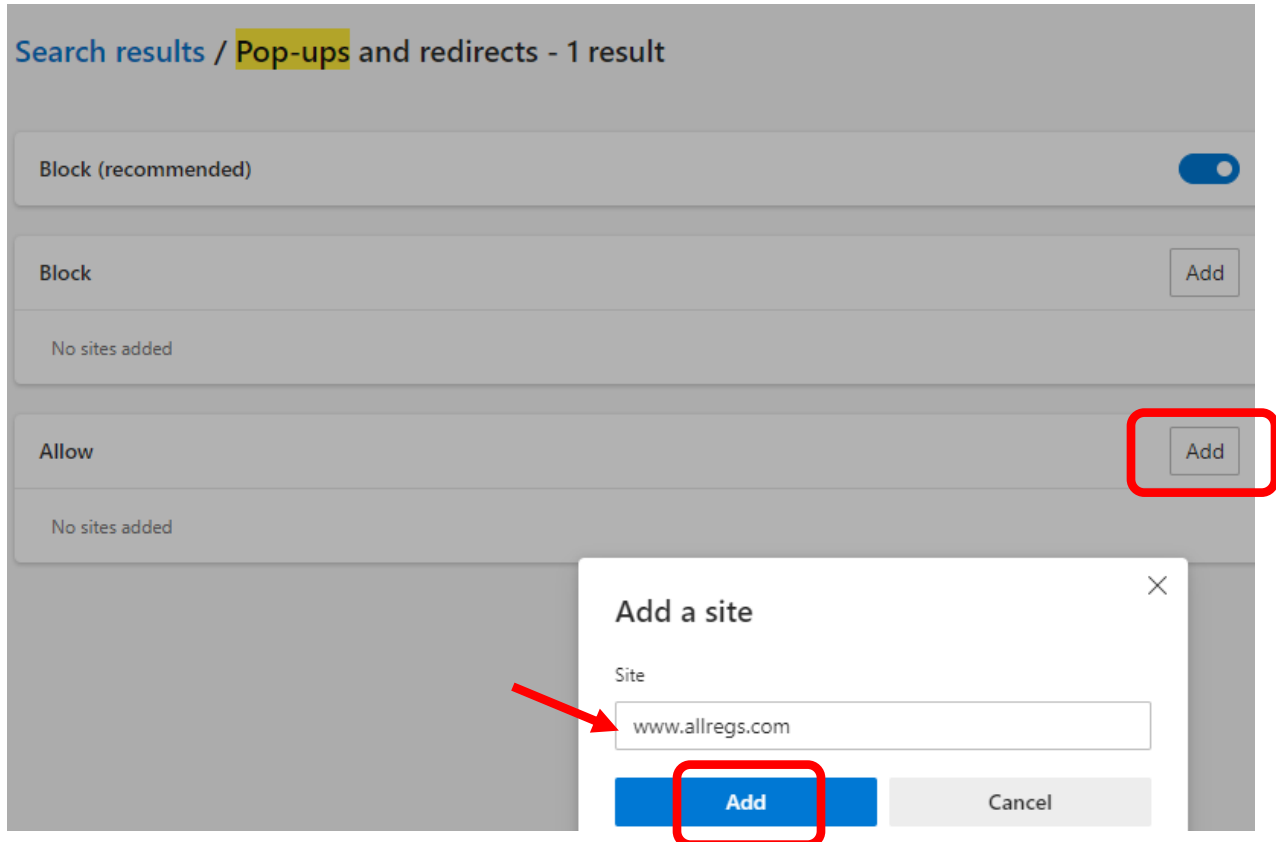 Search results / Pop-ups and redirects - 1 result
Block (recommended)
Block
Add
No sites added
Allow
Add
No sites added
Add a site
Site
www.allregs.com
Add
Cancel